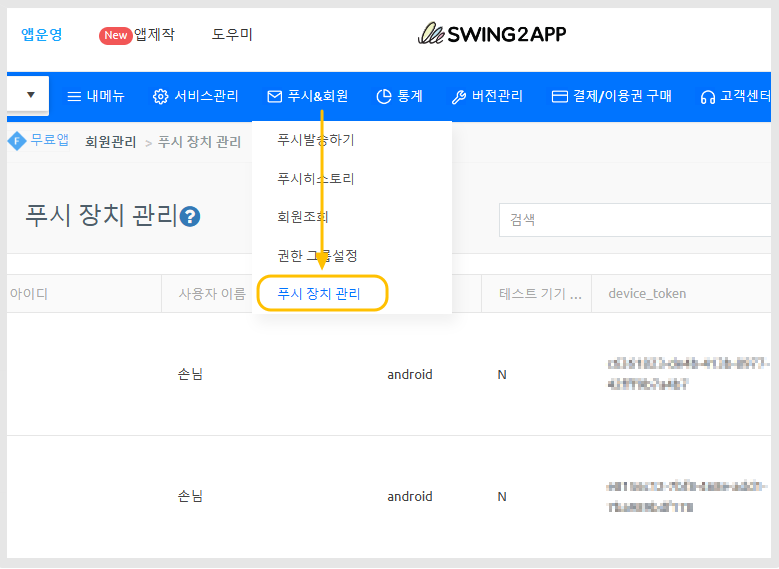 앱운영 New 앱제작 도우미 SWING2APP
내메뉴 서비스관리 푸시&회원 통계 버전관리 결제/이용권 구매 고객센터
F 무료앱 회원관리 > 푸시 장치 관리
푸시발송하기
푸시히스토리
회원조회
권한 그룹설정
푸시 장치 관리
푸시 장치 관리 ?
검색
아이디 사용자 이름 테스트 기기 ... device_token
손님 android N
손님 android N